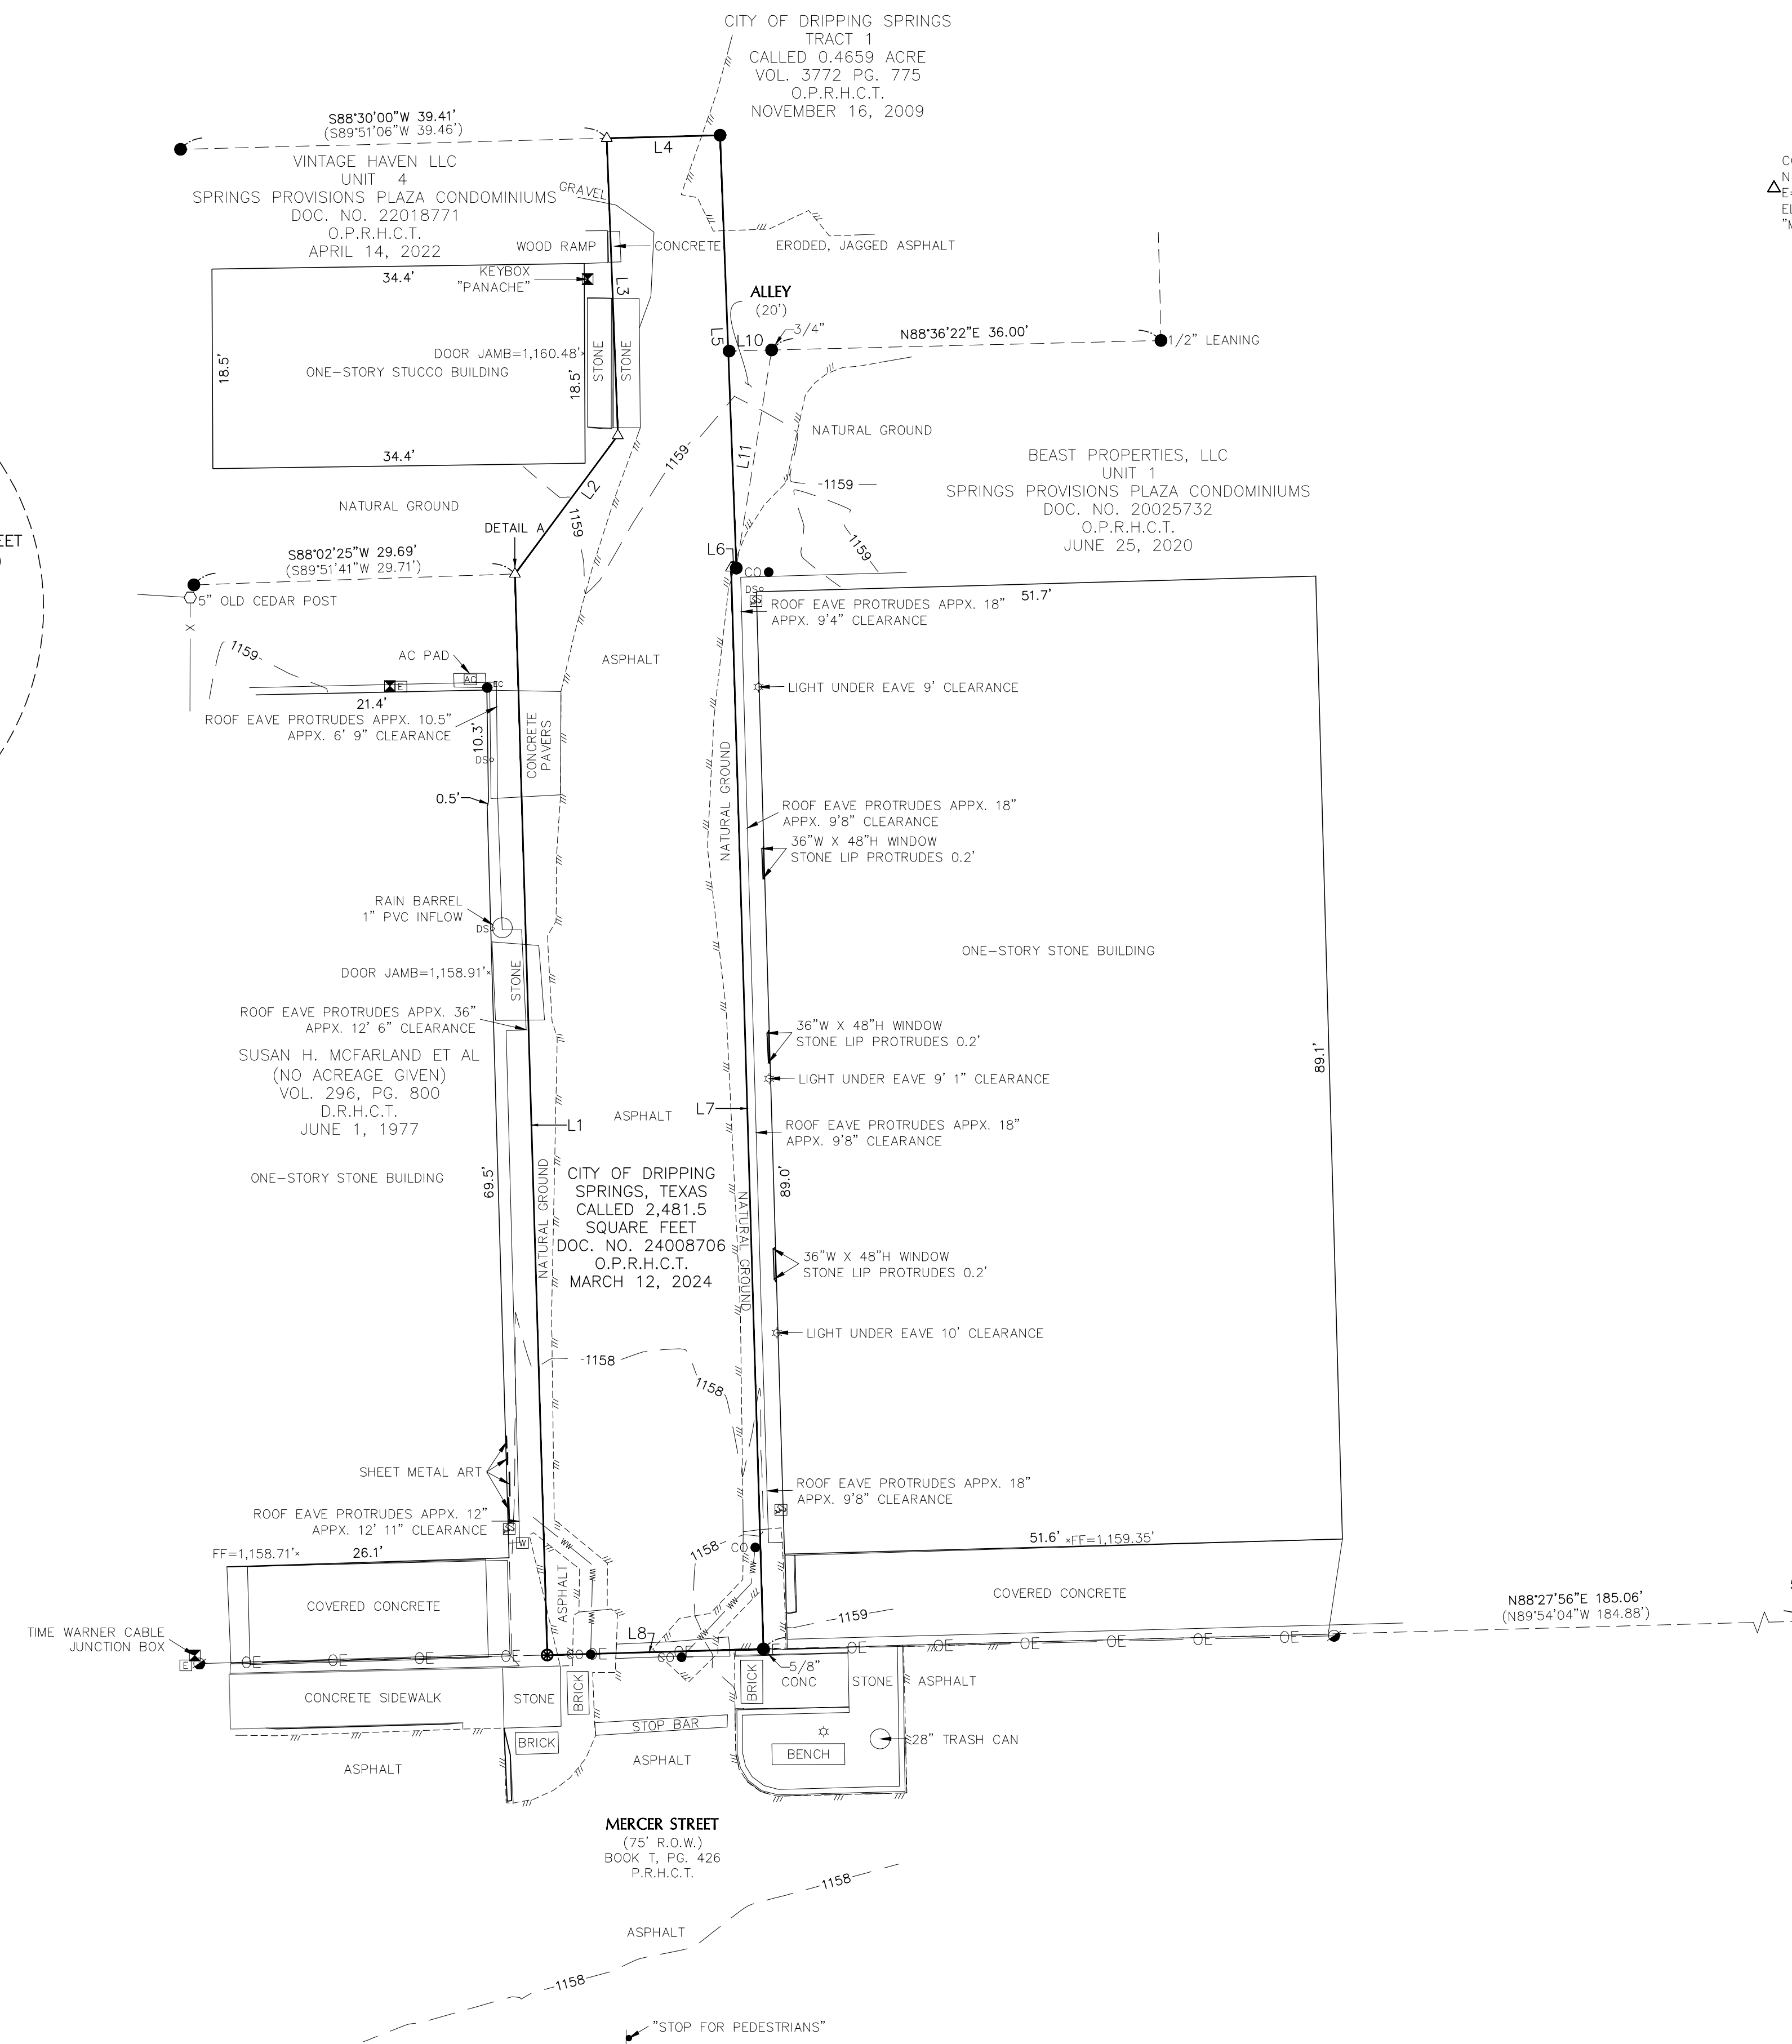 CITY OF DRIPPING SPRINGS
TRACT 1
CALLED 0.4659 ACRE
VOL. 3772 PG. 775
O.P.R.H.C.T.
NOVEMBER 16, 2009
S88°30'00"W 39.41'
(S89°51'06"W 39.46')
L4
VINTAGE HAVEN LLC
UNIT 4
SPRINGS PROVISIONS PLAZA CONDOMINIUMS
DOC. NO. 22018771
O.P.R.H.C.T.
APRIL 14, 2022
GRAVEL
WOOD RAMP
CONCRETE
ERODED, JAGGED ASPHALT
KEYBOX
"PANACHE"
34.4'
L3
ALLEY
(20')
3/4"
L5
L10
N88°36'22"E 36.00'
1/2" LEANING
DOOR JAMB=1,160.48'
STONE
STONE
18.5'
ONE-STORY STUCCO BUILDING
18.5'
34.4'
NATURAL GROUND
L11
1159
1159
L2
1159
1159
NATURAL GROUND
BEAST PROPERTIES, LLC
UNIT 1
SPRINGS PROVISIONS PLAZA CONDOMINIUMS
DOC. NO. 20025732
O.P.R.H.C.T.
JUNE 25, 2020
DETAIL A
S88°02'25"W 29.69'
(S89°51'41"W 29.71')
5" OLD CEDAR POST
X
L6
CO
DS
SS
51.7'
ROOF EAVE PROTRUDES APPX. 18"
APPX. 9'4" CLEARANCE
1159
AC PAD
AC
E
EC
ASPHALT
LIGHT UNDER EAVE 9' CLEARANCE
21.4'
ROOF EAVE PROTRUDES APPX. 10.5"
APPX. 6' 9" CLEARANCE
10.3'
CONCRETE
PAVERS
DS
0.5'
NATURAL GROUND
ROOF EAVE PROTRUDES APPX. 18"
APPX. 9'8" CLEARANCE
36"W X 48"H WINDOW
STONE LIP PROTRUDES 0.2'
RAIN BARREL
1" PVC INFLOW
DS
STONE
DOOR JAMB=1,158.91'
ONE-STORY STONE BUILDING
ROOF EAVE PROTRUDES APPX. 36"
APPX. 12' 6" CLEARANCE
36"W X 48"H WINDOW
STONE LIP PROTRUDES 0.2'
SUSAN H. MCFARLAND ET AL
(NO ACREAGE GIVEN)
VOL. 296, PG. 800
D.R.H.C.T.
JUNE 1, 1977
89.1'
LIGHT UNDER EAVE 9' 1" CLEARANCE
L1
ASPHALT
L7
ROOF EAVE PROTRUDES APPX. 18"
APPX. 9'8" CLEARANCE
ONE-STORY STONE BUILDING
69.5'
NATURAL GROUND
CITY OF DRIPPING
SPRINGS, TEXAS
CALLED 2,481.5
SQUARE FEET
DOC. NO. 24008706
O.P.R.H.C.T.
MARCH 12, 2024
NATURAL GROUND
89.0'
36"W X 48"H WINDOW
STONE LIP PROTRUDES 0.2'
LIGHT UNDER EAVE 10' CLEARANCE
1158
1158
SHEET METAL ART
ROOF EAVE PROTRUDES APPX. 18"
APPX. 9'8" CLEARANCE
SS
ROOF EAVE PROTRUDES APPX. 12"
APPX. 12' 11" CLEARANCE
SS
W
FF=1,158.71'
26.1'
WW
WW
WW
WW
WW
1158
CO
51.6'
FF=1,159.35'
COVERED CONCRETE
ASPHALT
COVERED CONCRETE
1159
N88°27'56"E 185.06'
(N89°54'04"W 184.88')
TIME WARNER CABLE
JUNCTION BOX
E
L8
OE
OE
OE
OE
CO
OE
CO
OE
OE
OE
OE
OE
OE
OE
OE
5/8"
CONC
CONCRETE SIDEWALK
STONE
BRICK
BRICK
STONE
ASPHALT
STOP BAR
BRICK
BENCH
28" TRASH CAN
ASPHALT
ASPHALT
MERCER STREET
(75' R.O.W.)
BOOK T, PG. 426
P.R.H.C.T.
1158
ASPHALT
1158
"STOP FOR PEDESTRIANS"